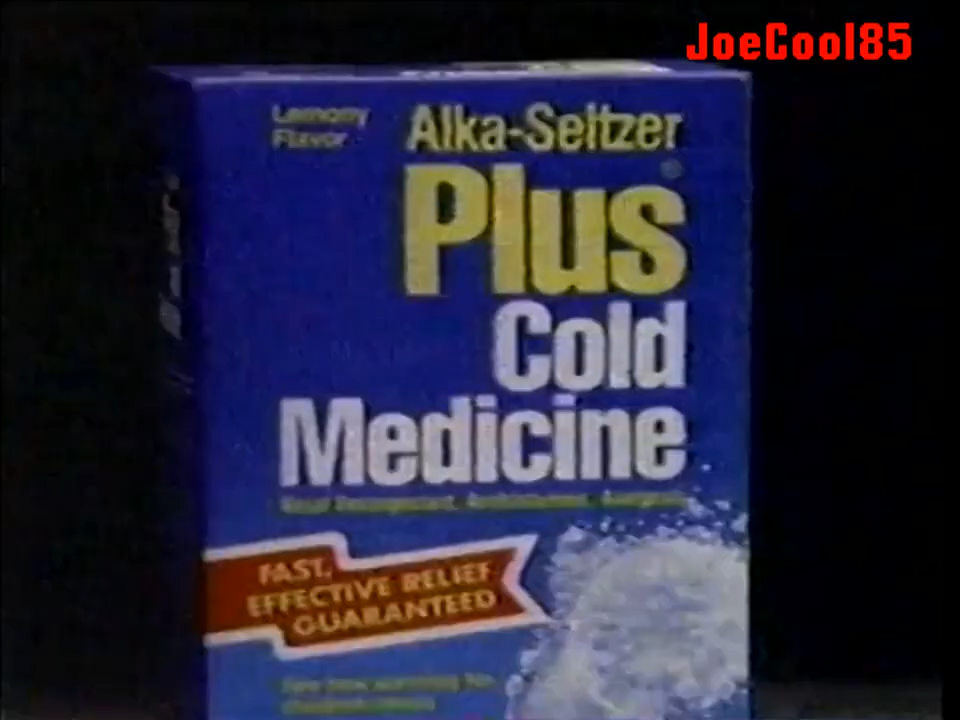 JoeCool85
Lemony
Flavor
Alka-Seltzer
Plus®
Cold
Medicine
FAST,
EFFECTIVE RELIEF
GUARANTEED